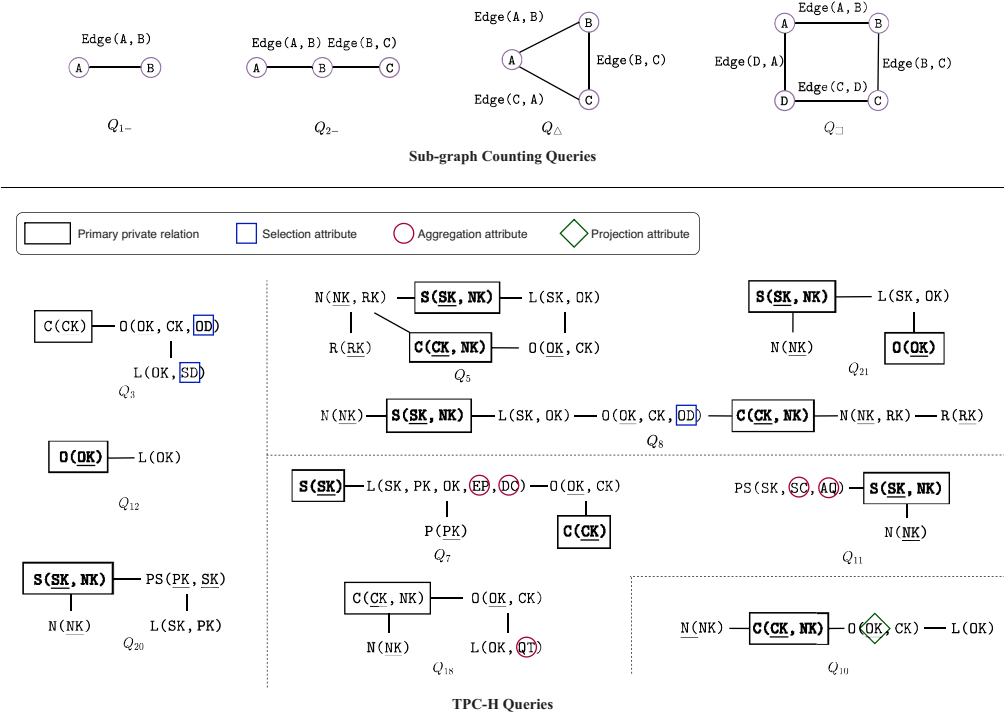 Edge(A, B)
A B
Q1−
Edge(A, B) Edge(B, C)
A B C
Q2−
Edge(A, B)
B
A
Edge(B, C)
Edge(C, A)
C
Q△
Edge(A, B)
A B
Edge(D, A)
Edge(B, C)
Edge(C, D)
D C
Q□
Sub-graph Counting Queries
Primary private relation
Selection attribute
Aggregation attribute
Projection attribute
C(CK) O(OK, CK, OD)
L(OK, SD)
Q3
O(OK) L(OK)
Q12
S(SK, NK) PS(PK, SK)
N(NK) L(SK, PK)
Q20
N(NK, RK) S(SK, NK) L(SK, OK)
R(RK) C(CK, NK) O(OK, CK)
Q5
S(SK, NK) L(SK, OK)
N(NK) O(OK)
Q21
N(NK) S(SK, NK) L(SK, OK) O(OK, CK, OD) C(CK, NK) N(NK, RK) R(RK)
Q8
S(SK) L(SK, PK, OK, EP, DC) O(OK, CK)
P(PK) C(CK)
Q7
PS(SK, SC, AQ) S(SK, NK)
N(NK)
Q11
C(CK, NK) O(OK, CK)
N(NK) L(OK, QT)
Q18
N(NK) C(CK, NK) O(OK, CK) L(OK)
Q10
TPC-H Queries